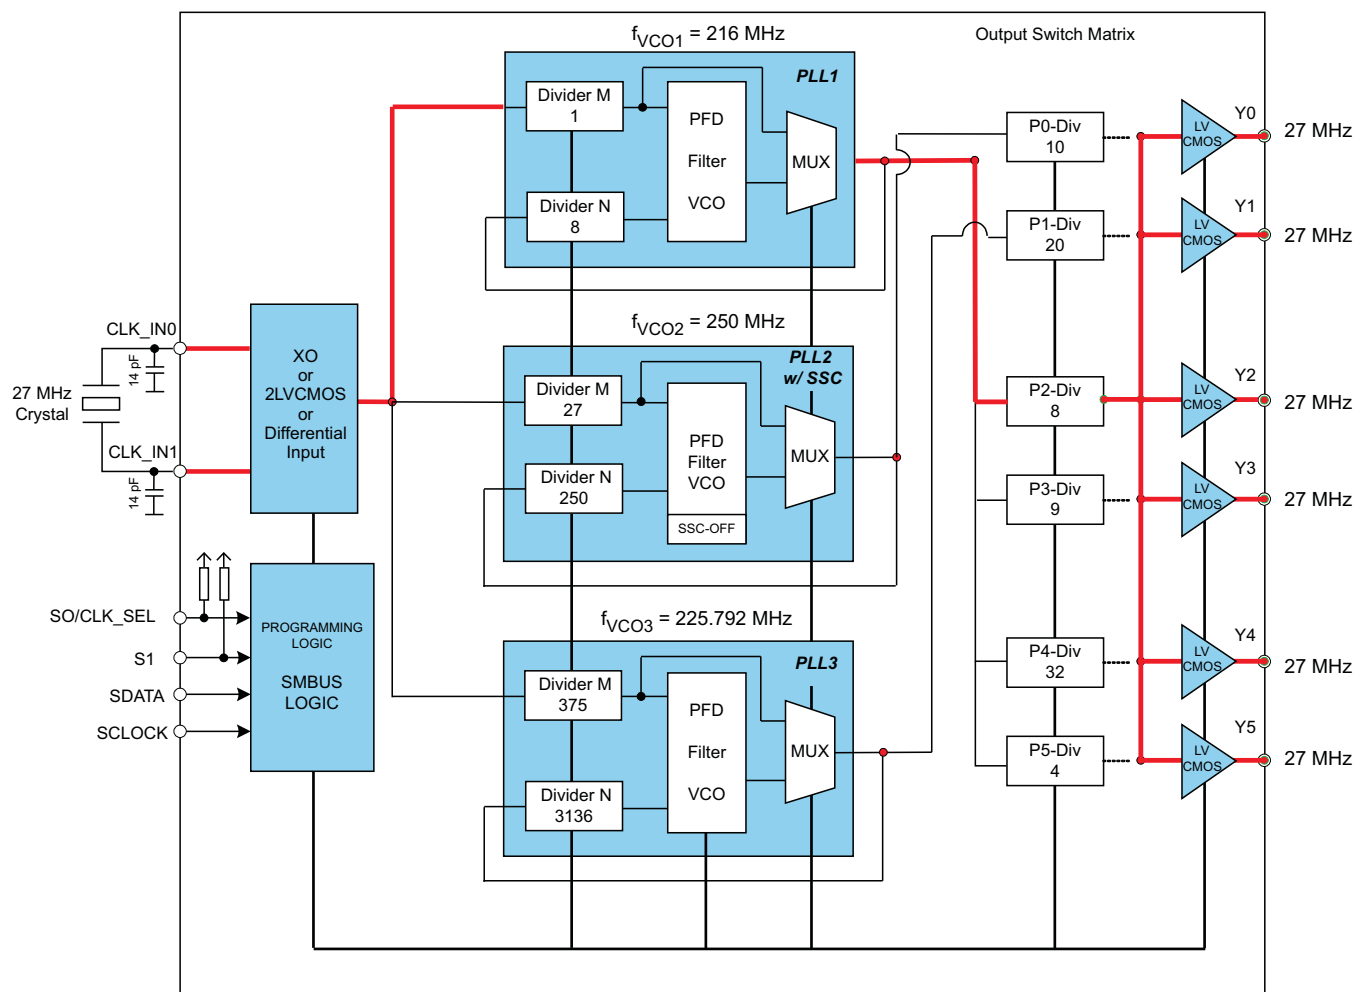 fVCO1 = 216 MHz
Output Switch Matrix
PLL1
Divider M
1
PFD
Filter
VCO
MUX
Divider N
8
P0-Div
10
LV
CMOS
Y0
27 MHz
P1-Div
20
LV
CMOS
Y1
27 MHz
fVCO2 = 250 MHz
PLL2
w/ SSC
Divider M
27
PFD
Filter
VCO
SSC-OFF
MUX
Divider N
250
P2-Div
8
LV
CMOS
Y2
27 MHz
P3-Div
9
LV
CMOS
Y3
27 MHz
CLK_IN0
14 pF
27 MHz
Crystal
CLK_IN1
14 pF
XO
or
2LVCMOS
or
Differential
Input
SO/CLK_SEL
S1
SDATA
SCLOCK
PROGRAMMING
LOGIC
SMBUS
LOGIC
fVCO3 = 225.792 MHz
PLL3
Divider M
375
PFD
Filter
VCO
MUX
Divider N
3136
P4-Div
32
LV
CMOS
Y4
27 MHz
P5-Div
4
LV
CMOS
Y5
27 MHz